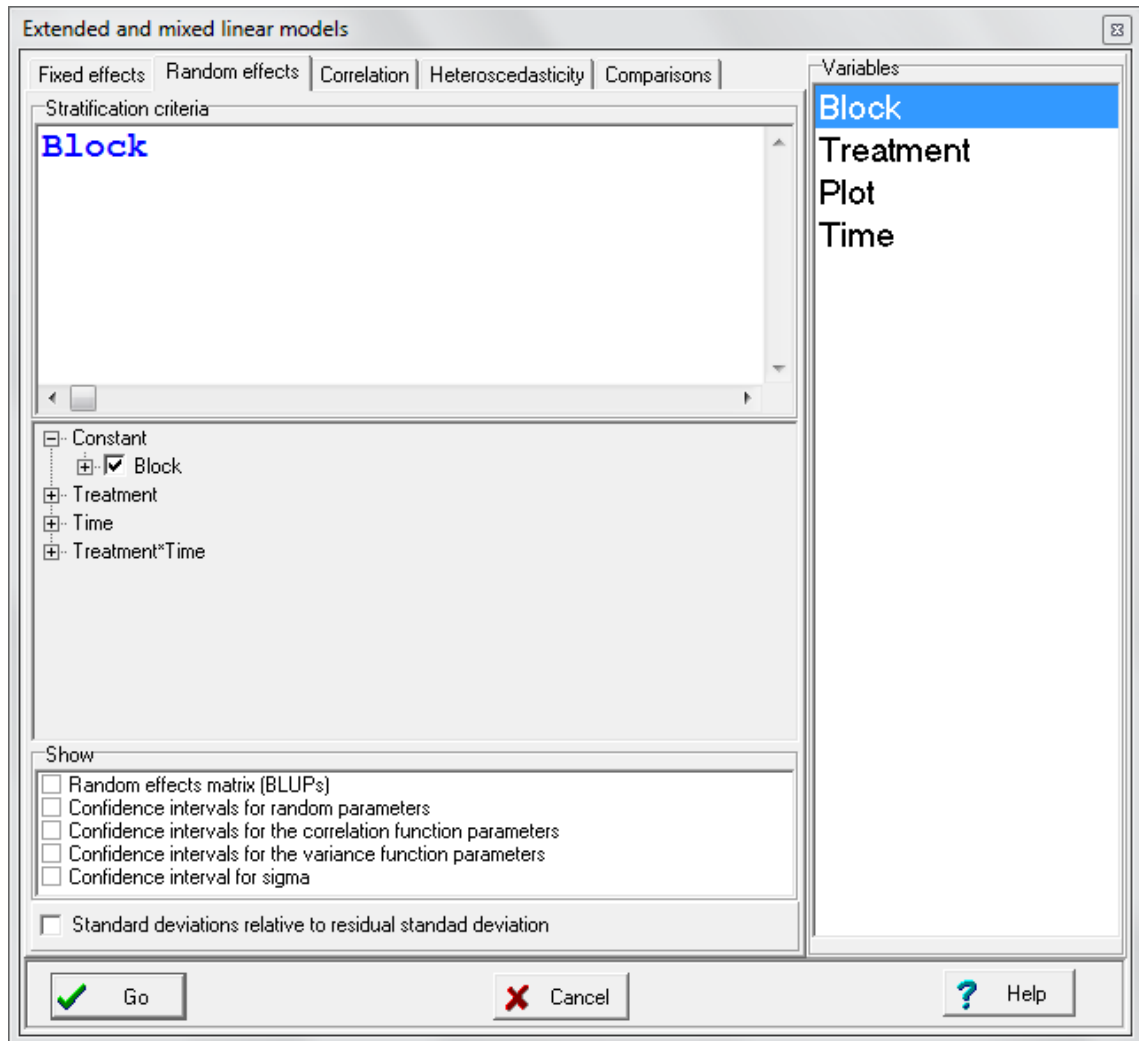 Extended and mixed linear models
Fixed effects Random effects Correlation Heteroscedasticity Comparisons
Stratification criteria
Block
Constant
Block
Treatment
Time
Treatment*Time
Show
Random effects matrix (BLUPs)
Confidence intervals for random parameters
Confidence intervals for the correlation function parameters
Confidence intervals for the variance function parameters
Confidence interval for sigma
Standard deviations relative to residual standad deviation
Variables
Block
Treatment
Plot
Time
Go Cancel ? Help